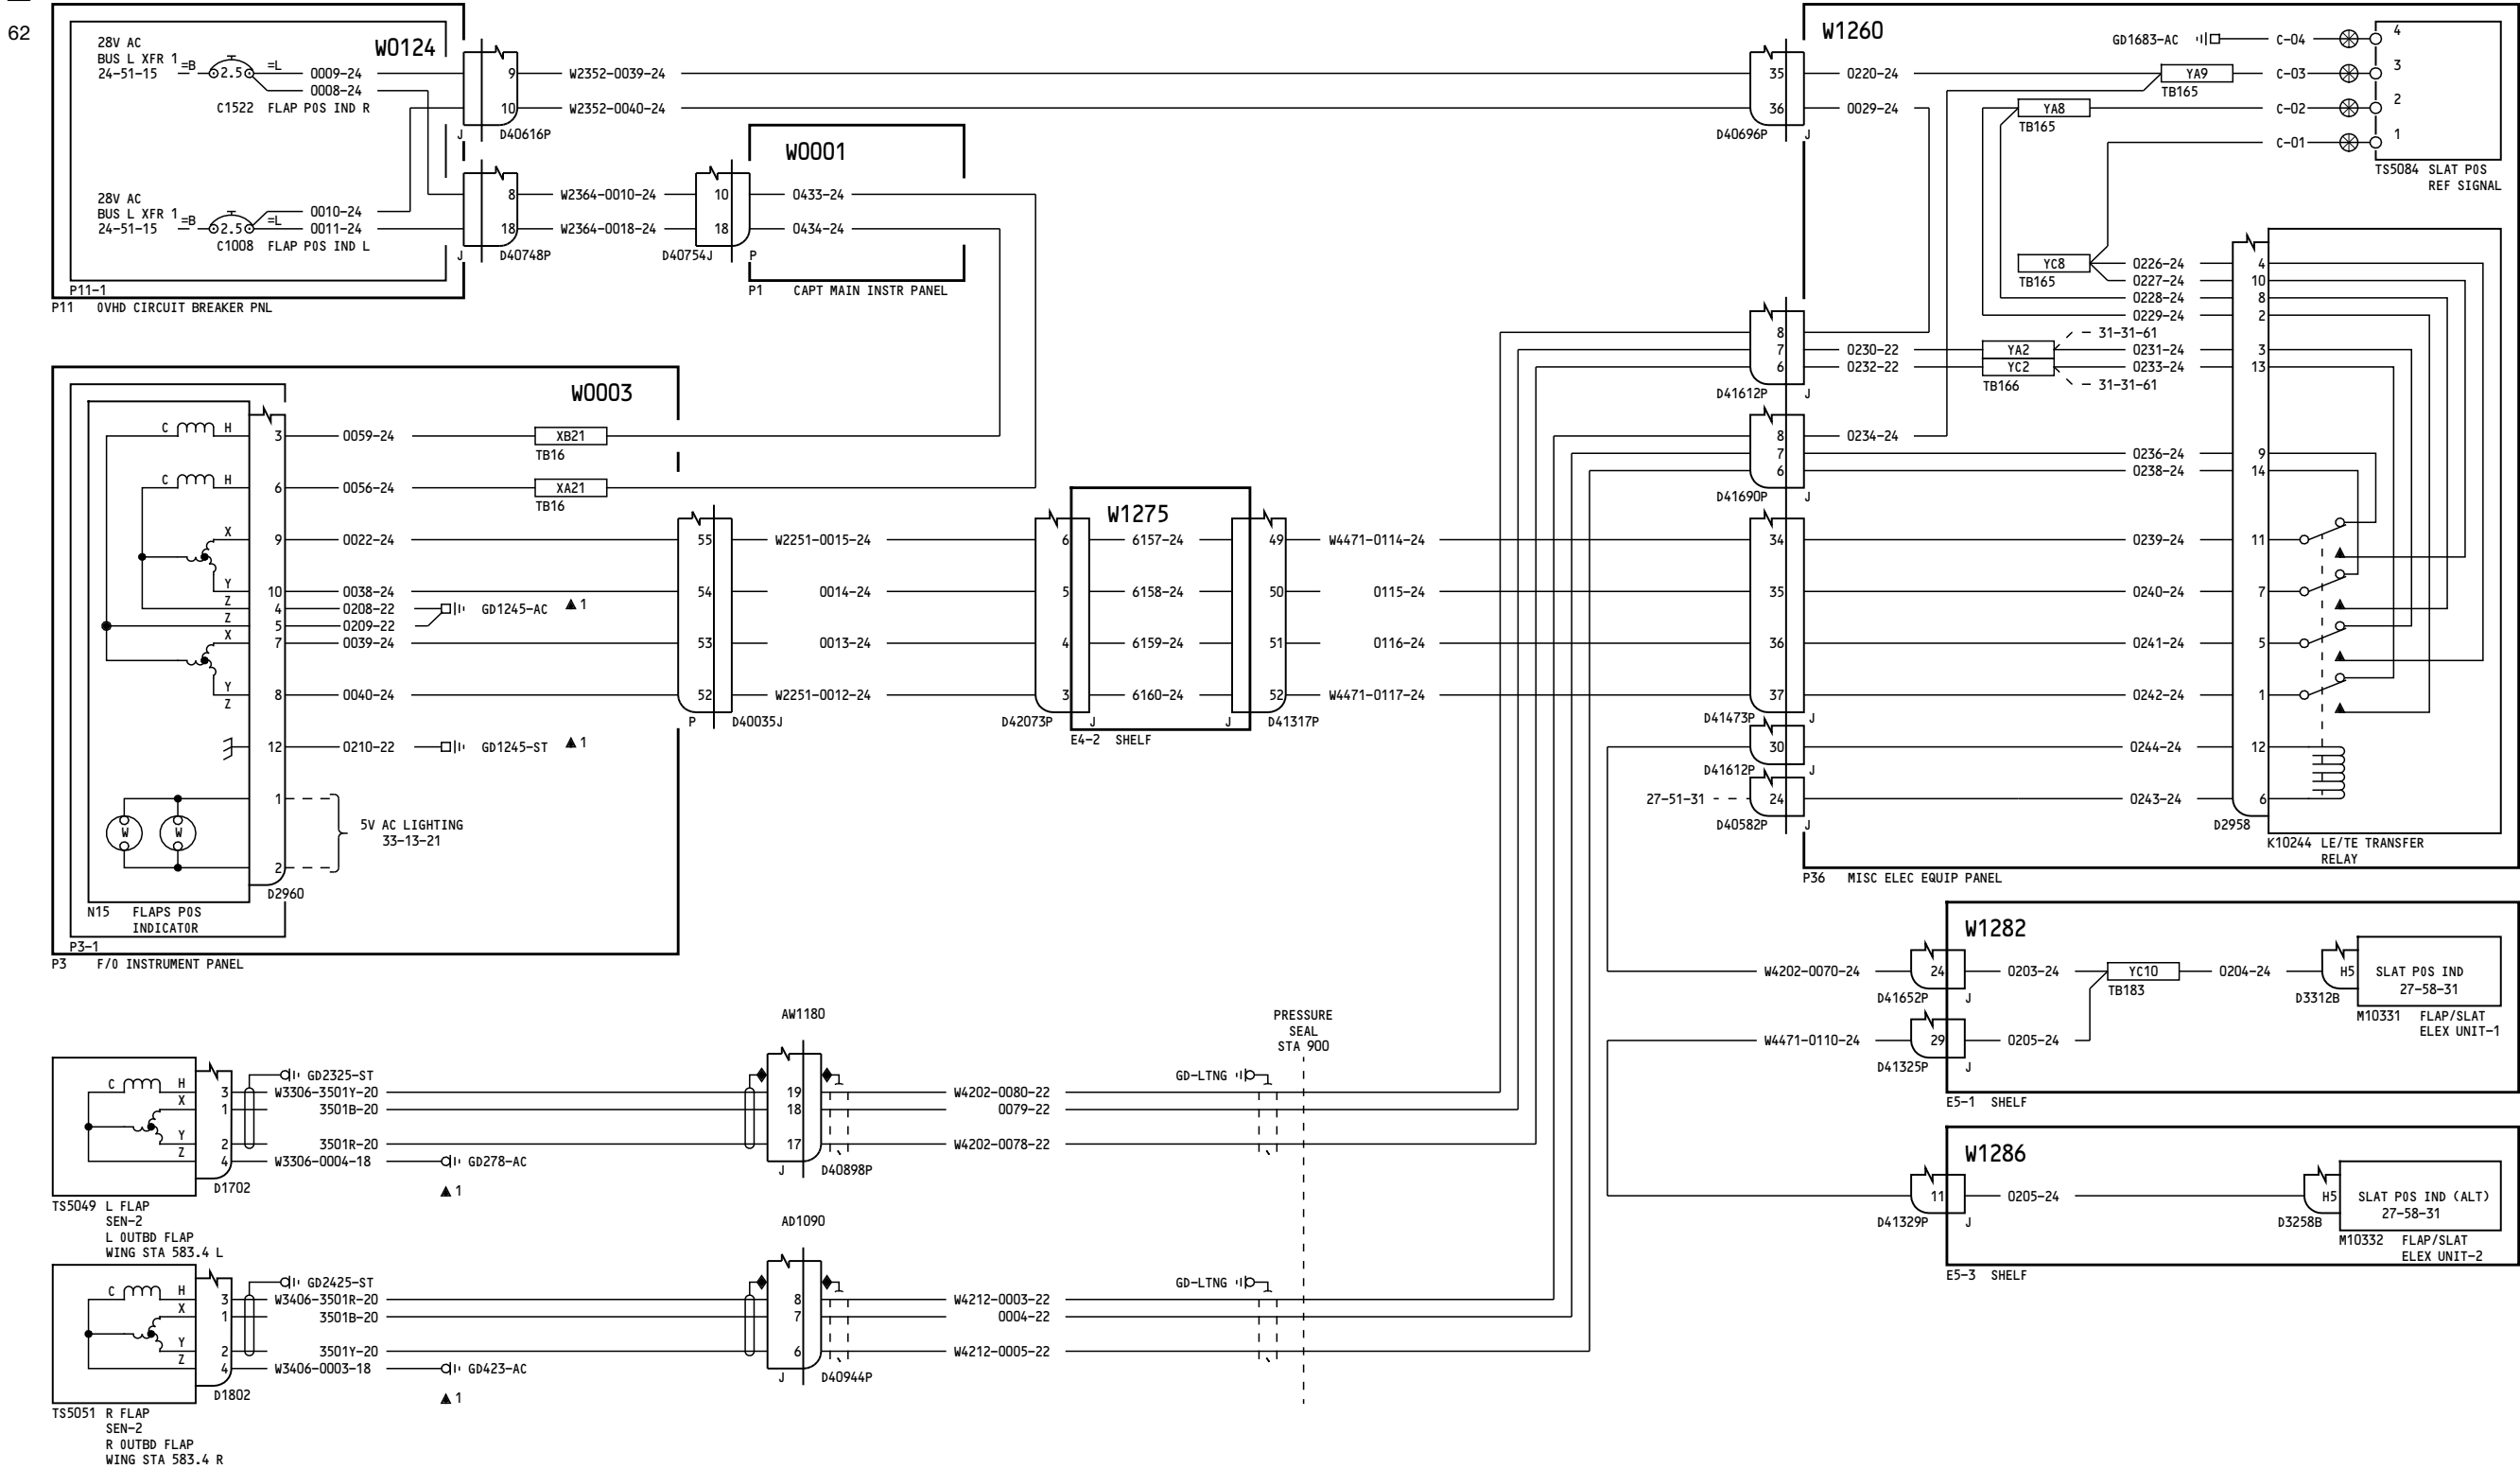 62
W0124
28V AC
BUS L XFR 1
24-51-15
=B
2.5
=L
0009-24
0008-24
C1522 FLAP POS IND R
9
10
J
D40616P
W2352-0039-24
W2352-0040-24
28V AC
BUS L XFR 1
24-51-15
=B
2.5
=L
0010-24
0011-24
C1008 FLAP POS IND L
8
18
J
D40748P
W2364-0010-24
W2364-0018-24
P11-1
P11 OVHD CIRCUIT BREAKER PNL
W0001
10
18
D40754J
P
0433-24
0434-24
P1 CAPT MAIN INSTR PANEL
W0003
C
H
3
0059-24
XB21
TB16
C
H
6
0056-24
XA21
TB16
X
9
0022-24
Y
10
0038-24
Z
4
0208-22
GD1245-AC
1
Z
5
0209-22
X
7
0039-24
Y
8
0040-24
Z
12
0210-22
GD1245-ST
1
1
W
W
5V AC LIGHTING
33-13-21
2
D2960
N15 FLAPS POS
INDICATOR
P3-1
P3 F/O INSTRUMENT PANEL
55
54
53
52
P
D40035J
W2251-0015-24
0014-24
0013-24
W2251-0012-24
6
5
4
3
D42073P
J
W1275
6157-24
6158-24
6159-24
6160-24
E4-2 SHELF
49
50
51
52
J
D41317P
W4471-0114-24
0115-24
0116-24
W4471-0117-24
W1260
35
36
D40696P
J
0220-24
0029-24
GD1683-AC
C-04
4
YA9
TB165
C-03
3
YA8
TB165
C-02
2
C-01
1
TS5084 SLAT POS
REF SIGNAL
YC8
TB165
0226-24
4
0227-24
10
0228-24
8
0229-24
2
31-31-61
8
7
6
D41612P
J
0230-22
YA2
0231-24
3
0232-22
YC2
0233-24
13
TB166
31-31-61
8
7
6
D41690P
J
0234-24
0236-24
9
0238-24
14
34
0239-24
11
35
0240-24
7
36
0241-24
5
37
0242-24
1
D41473P
J
30
0244-24
12
D41612P
J
27-51-31
24
0243-24
6
D40582P
J
D2958
K10244 LE/TE TRANSFER
RELAY
P36 MISC ELEC EQUIP PANEL
W1282
W4202-0070-24
24
D41652P
J
0203-24
YC10
TB183
0204-24
H5
D3312B
SLAT POS IND
27-58-31
M10331 FLAP/SLAT
ELEX UNIT-1
W4471-0110-24
29
D41325P
J
0205-24
E5-1 SHELF
W1286
11
D41329P
J
0205-24
H5
D3258B
SLAT POS IND (ALT)
27-58-31
M10332 FLAP/SLAT
ELEX UNIT-2
E5-3 SHELF
AW1180
PRESSURE
SEAL
STA 900
C
H
X
Y
Z
3
1
2
4
D1702
GD2325-ST
W3306-3501Y-20
3501B-20
3501R-20
W3306-0004-18
GD278-AC
1
19
18
17
J
D40898P
GD-LTNG
W4202-0080-22
0079-22
W4202-0078-22
TS5049 L FLAP
SEN-2
L OUTBD FLAP
WING STA 583.4 L
AD1090
C
H
X
Y
Z
3
1
2
4
D1802
GD2425-ST
W3406-3501R-20
3501B-20
3501Y-20
W3406-0003-18
GD423-AC
1
8
7
6
J
D40944P
GD-LTNG
W4212-0003-22
0004-22
W4212-0005-22
TS5051 R FLAP
SEN-2
R OUTBD FLAP
WING STA 583.4 R